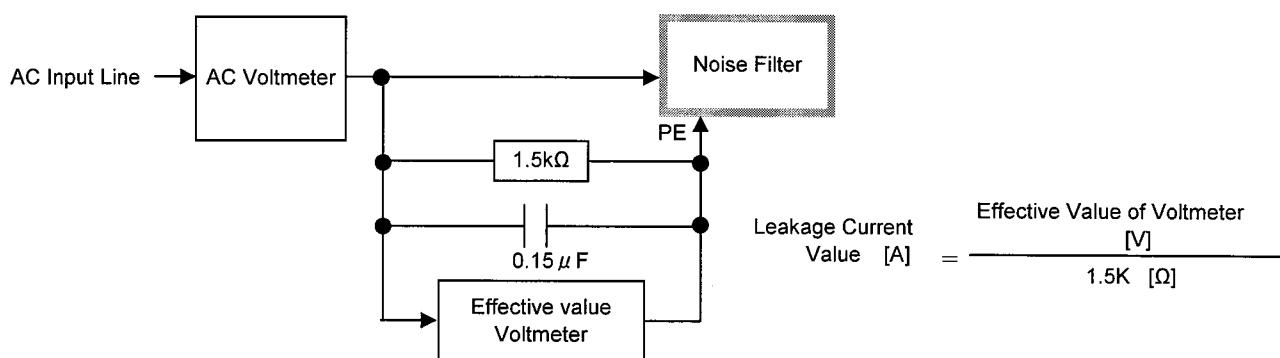 AC Input Line
AC Voltmeter
Noise Filter
PE
1.5kΩ
0.15μF
Effective value
Voltmeter
Leakage Current
Value [A]
=
Effective Value of Voltmeter
[V]
1.5K [Ω]